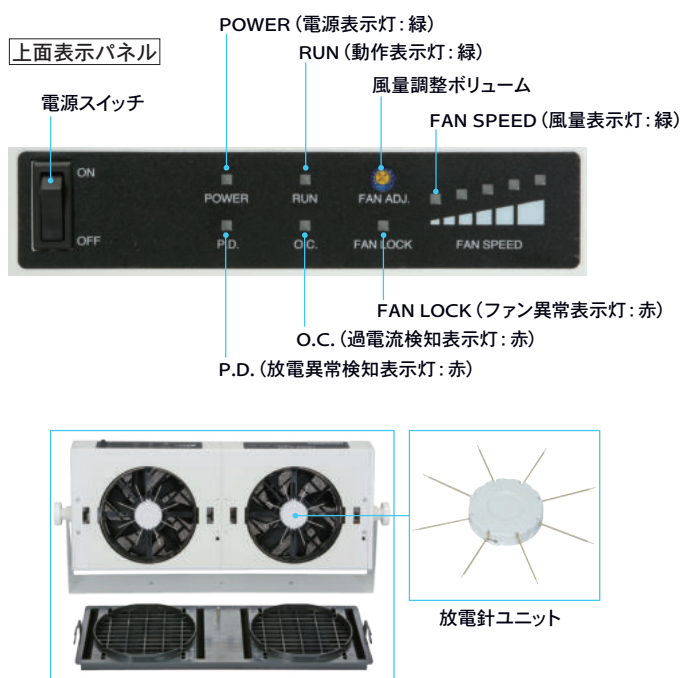 POWER (電源表示灯:緑)
上面表示パネル
RUN (動作表示灯:緑)
風量調整ボリューム
電源スイッチ
FAN SPEED (風量表示灯:緑)
ON
POWER
RUN
FAN ADJ.
OFF
P.D.
O.C.
FAN LOCK
FAN SPEED
FAN LOCK (ファン異常表示灯:赤)
O.C. (過電流検知表示灯:赤)
P.D. (放電異常検知表示灯:赤)
放電針ユニット